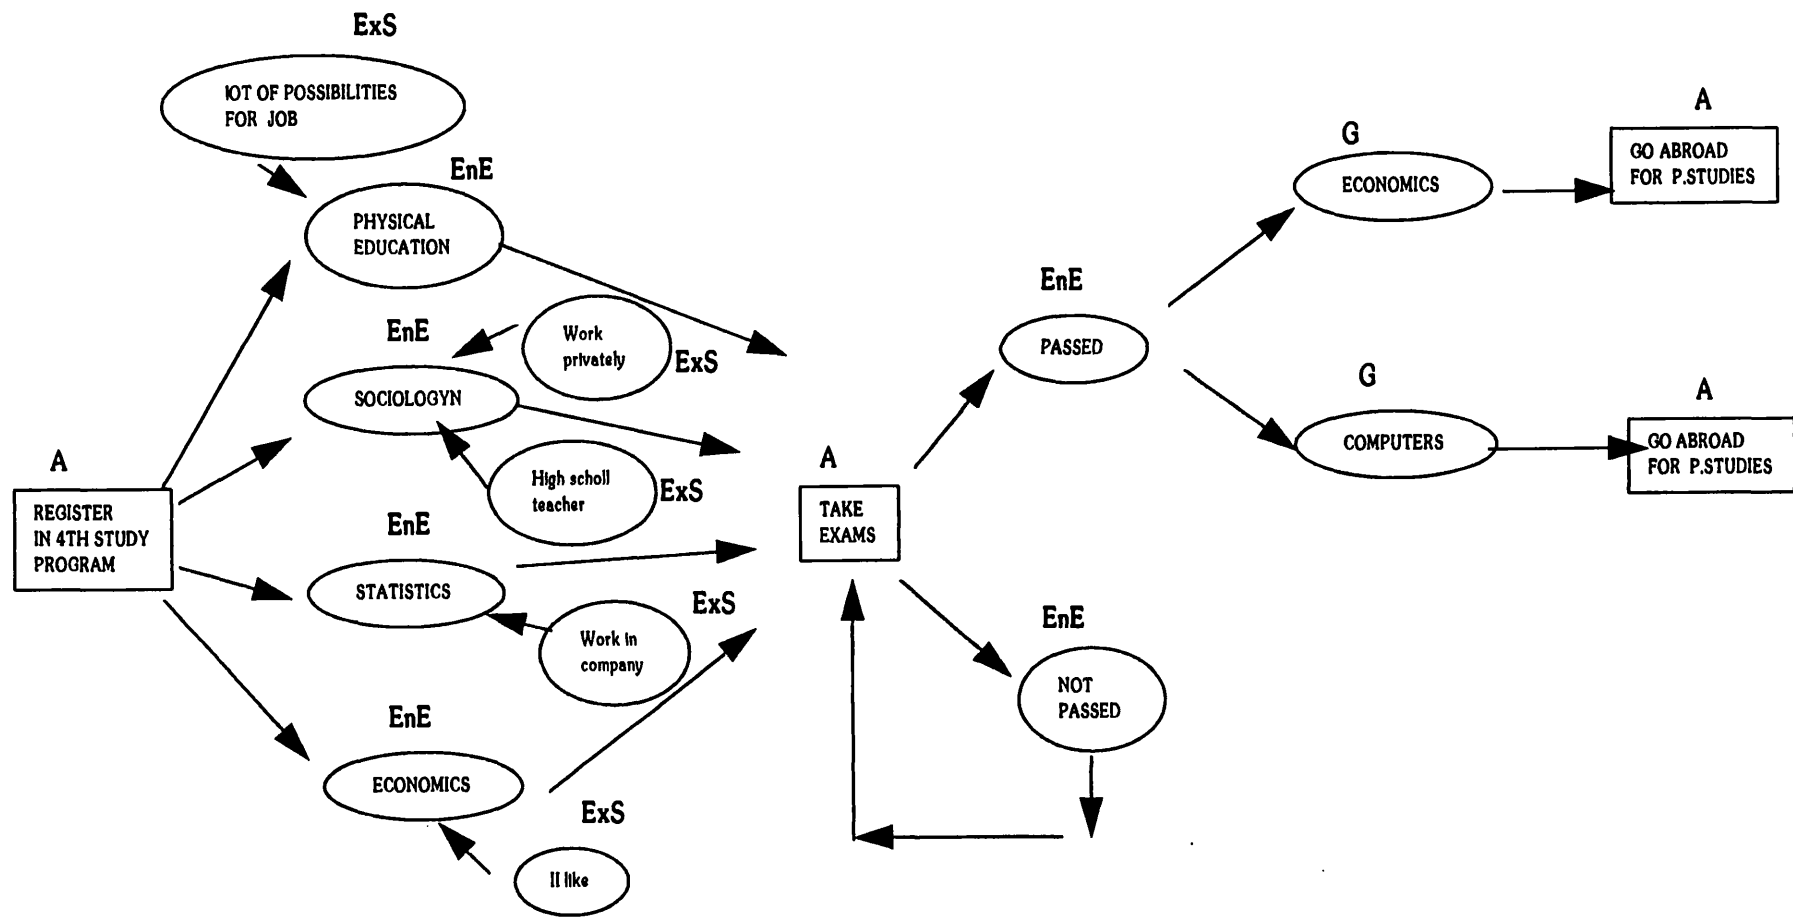 ExS
lOT OF POSSIBILITIES
FOR JOB
EnE
PHYSICAL
EDUCATION
EnE
Work
privately
ExS
SOCIOLOGYN
High scholl
teacher
ExS
A
REGISTER
IN 4TH STUDY
PROGRAM
EnE
STATISTICS
ExS
Work in
company
EnE
ECONOMICS
ExS
II like
A
TAKE
EXAMS
EnE
PASSED
EnE
NOT
PASSED
G
ECONOMICS
A
GO ABROAD
FOR P.STUDIES
G
COMPUTERS
A
GO ABROAD
FOR P.STUDIES